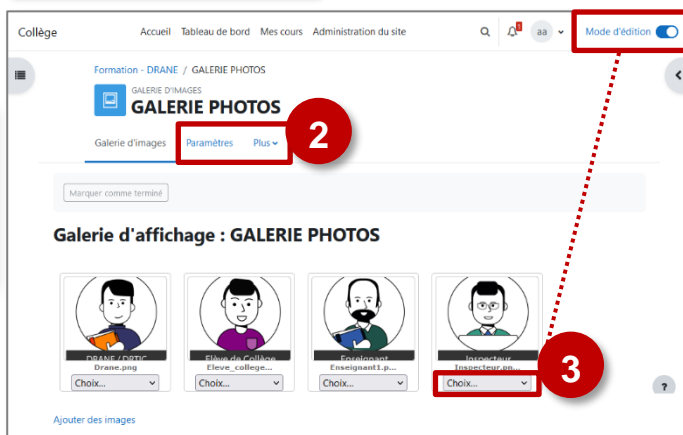 Collège
Accueil Tableau de bord Mes cours Administration du site
aa
Mode d'édition
Formation - DRANE / GALERIE PHOTOS
GALERIE D'IMAGES
GALERIE PHOTOS
Galerie d'images Paramètres Plus
2
Marquer comme terminé
Galerie d'affichage : GALERIE PHOTOS
DRANE / DRTIC Elève de Collège Enseignant Inspecteur
Drane.png Eleve_college... Enseignant1.p... Inspecteur.pn...
Choix... Choix... Choix... Choix...
3
?
Ajouter des images